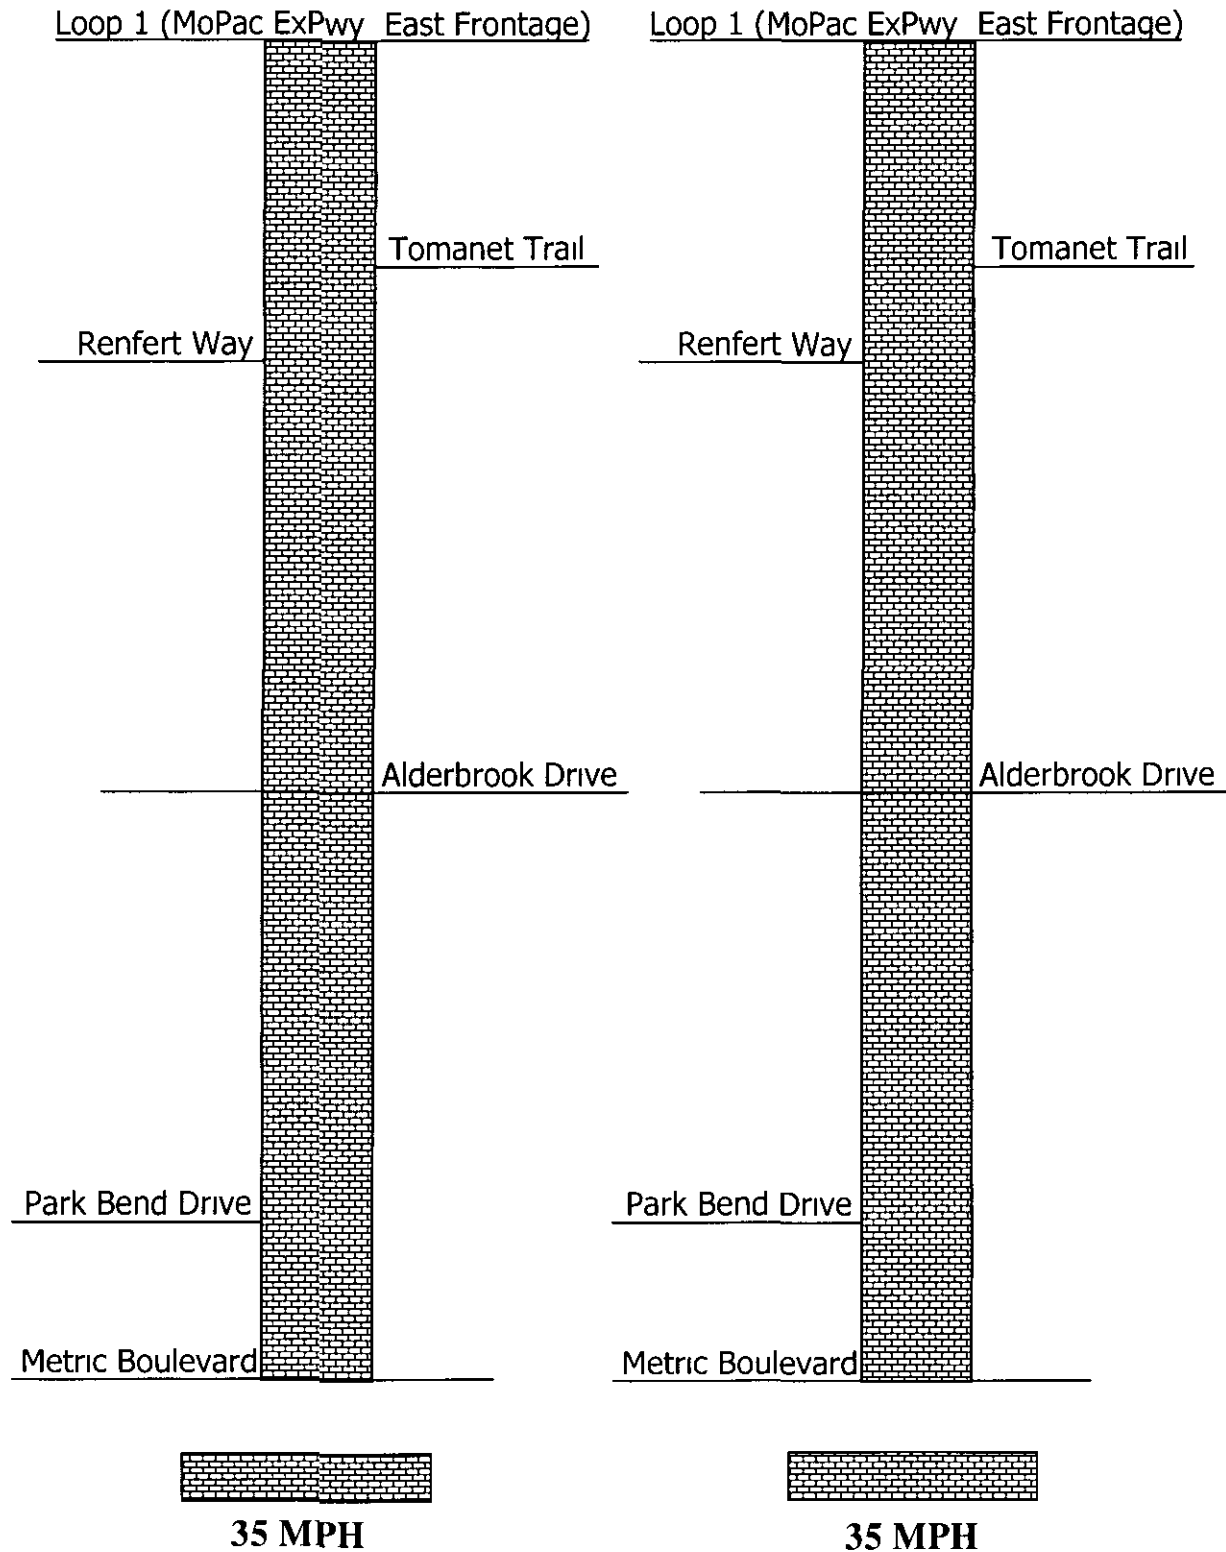 Loop 1 (MoPac ExPwy East Frontage)
Tomanet Trail
Renfert Way
Alderbrook Drive
Park Bend Drive
Metric Boulevard
35 MPH
Loop 1 (MoPac ExPwy East Frontage)
Tomanet Trail
Renfert Way
Alderbrook Drive
Park Bend Drive
Metric Boulevard
35 MPH